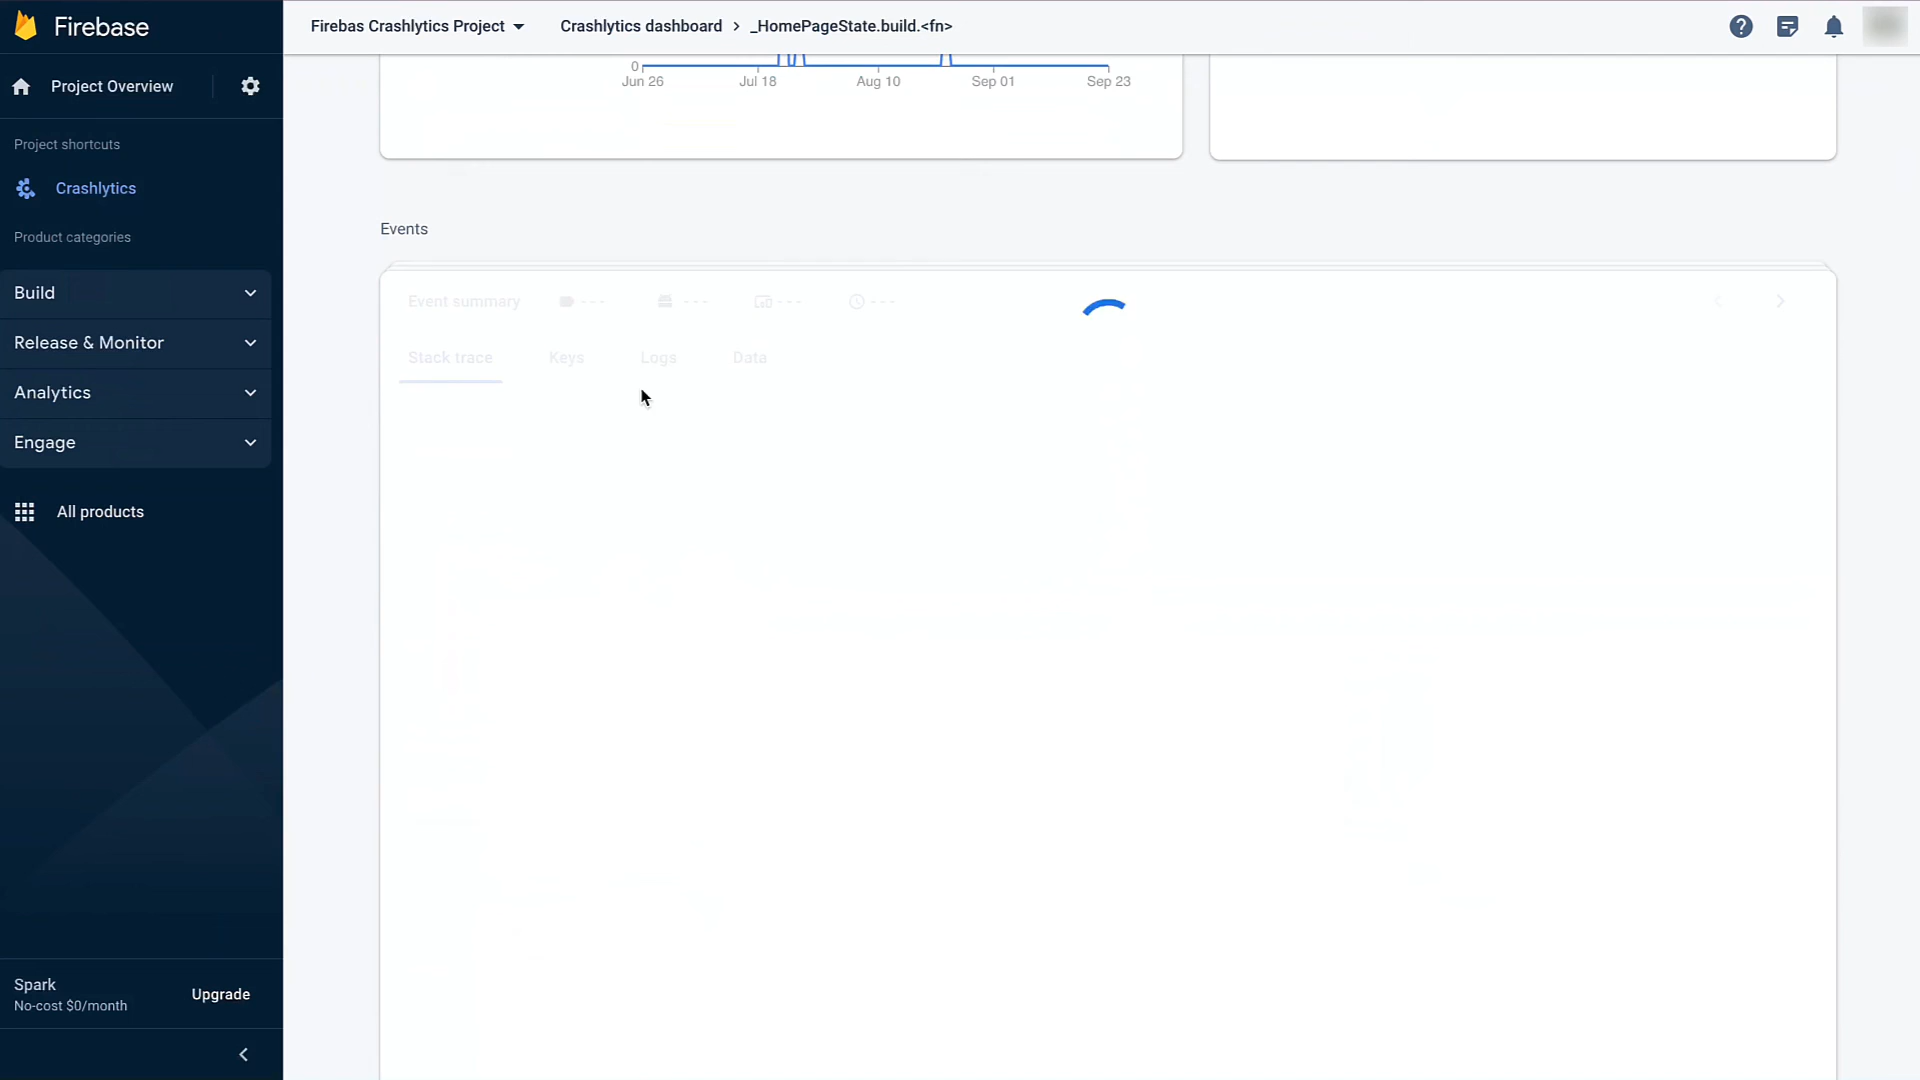 Firebase
Firebas Crashlytics Project
Crashlytics dashboard > _HomePageState.build.<fn>
Project Overview
Project shortcuts
Crashlytics
Product categories
Build
Release & Monitor
Analytics
Engage
All products
Spark
No-cost $0/month
Upgrade
0
Jun 26
Jul 18
Aug 10
Sep 01
Sep 23
Events
Event summary
---
---
---
---
Stack trace
Keys
Logs
Data